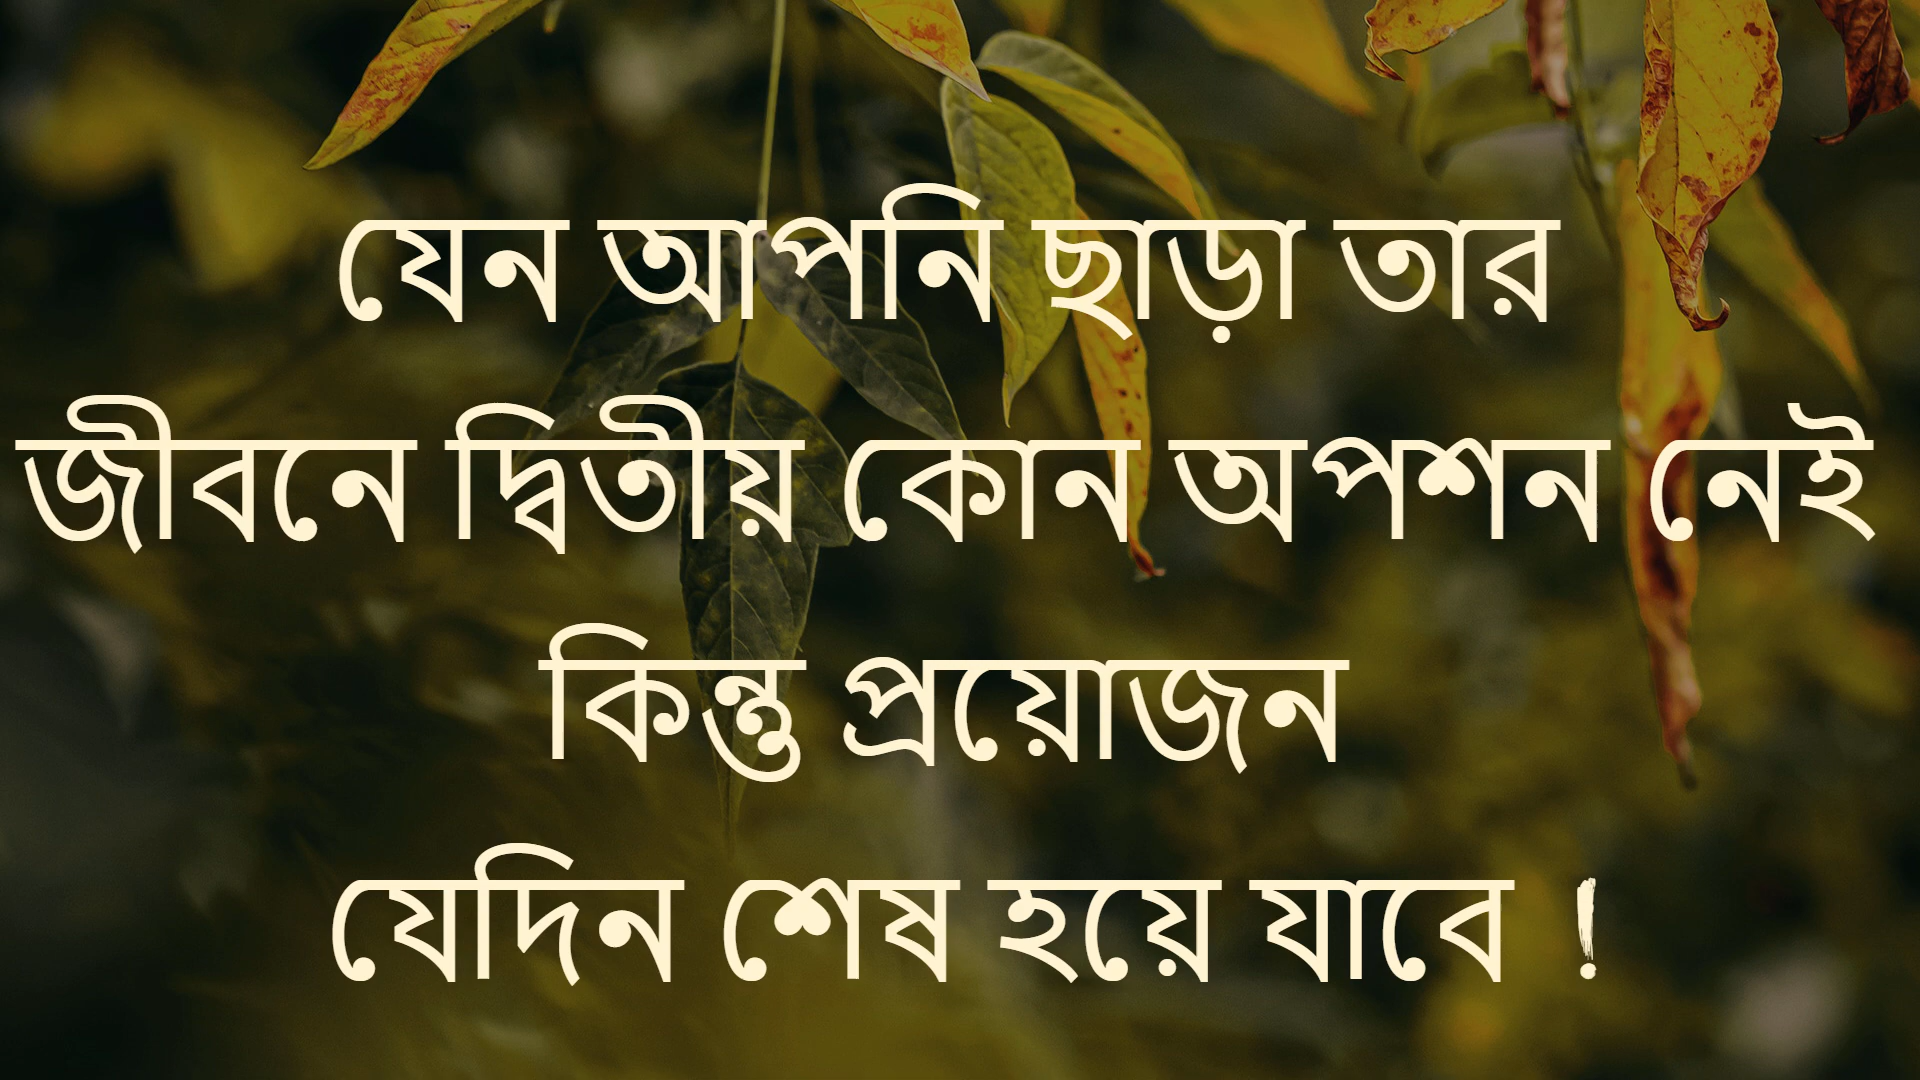 যেন আপনি ছাড়া তার
জীবনে দ্বিতীয় কোন অপশন নেই
কিন্তু প্রয়োজন
যেদিন শেষ হয়ে যাবে !